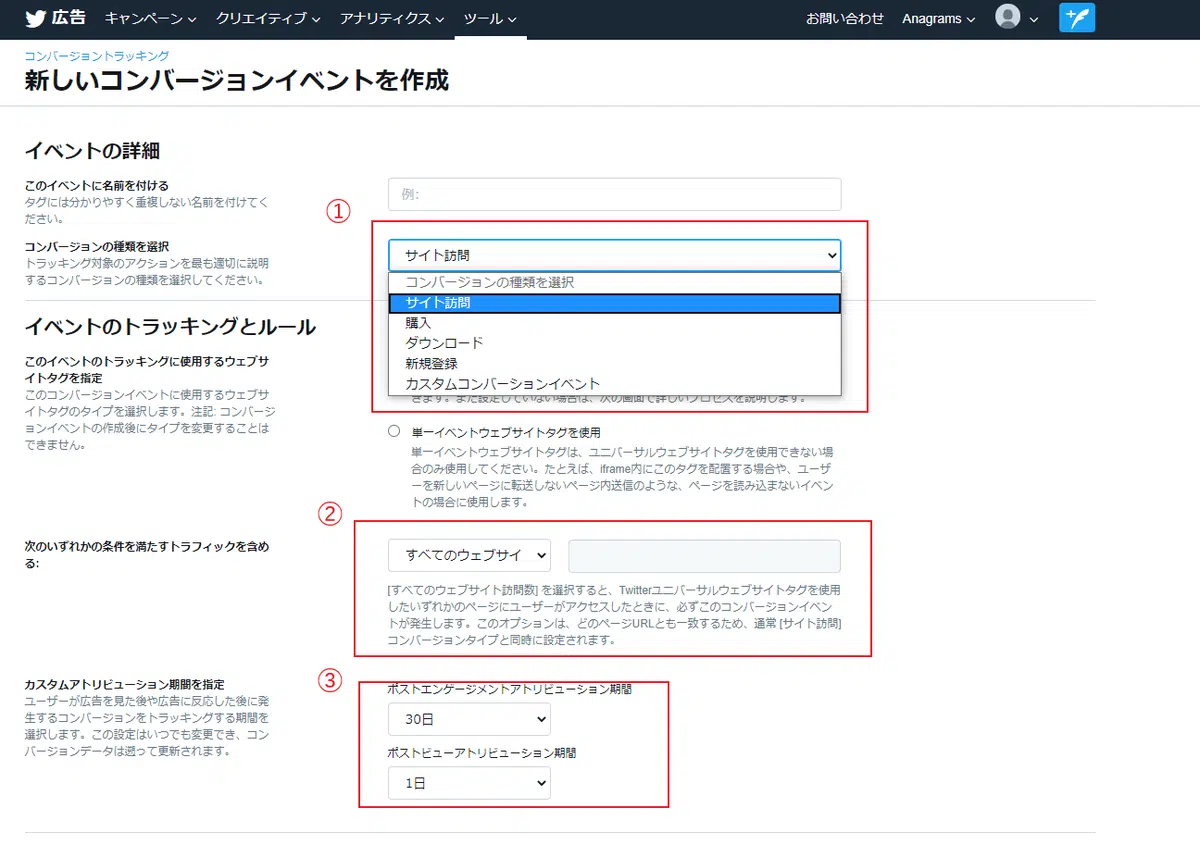 広告 キャンペーン クリエイティブ アナリティクス ツール お問い合わせ Anagrams
コンバージョントラッキング
新しいコンバージョンイベントを作成
イベントの詳細
このイベントに名前を付ける
タグには分かりやすく重複しない名前を付けてく
ださい。
例:
①
コンバージョンの種類を選択
トラッキング対象のアクションを最も適切に説明
するコンバージョンの種類を選択してください。
サイト訪問
コンバージョンの種類を選択
サイト訪問
購入
ダウンロード
新規登録
カスタムコンバージョンイベント
イベントのトラッキングとルール
このイベントのトラッキングに使用するウェブサ
イトタグを指定
このコンバージョンイベントに使用するウェブサ
イトタグのタイプを選択します。注記: コンバージ
ョンイベントの作成後にタイプを変更することは
できません。
きます。まだ設定していない場合は、次の画面で詳しいプロセスを説明します。
単一イベントウェブサイトタグを使用
単一イベントウェブサイトタグは、ユニバーサルウェブサイトタグを使用できない場
合のみ使用してください。たとえば、iframe内にこのタグを配置する場合や、ユーザ
ーを新しいページに転送しないページ内送信のような、ページを読み込まないイベン
トの場合に使用します。
②
次のいずれかの条件を満たすトラフィックを含め
る:
すべてのウェブサイ
[すべてのウェブサイト訪問数] を選択すると、Twitterユニバーサルウェブサイトタグを使用
したいずれかのページにユーザーがアクセスしたときに、必ずこのコンバージョンイベン
トが発生します。このオプションは、どのページURLとも一致するため、通常 [サイト訪問]
コンバージョンタイプと同時に設定されます。
③
カスタムアトリビューション期間を指定
ユーザーが広告を見た後や広告に反応した後に発
生するコンバージョンをトラッキングする期間を
選択します。この設定はいつでも変更でき、コン
バージョンデータは遡って更新されます。
ポストエンゲージメントアトリビューション期間
30日
ポストビューアトリビューション期間
1日